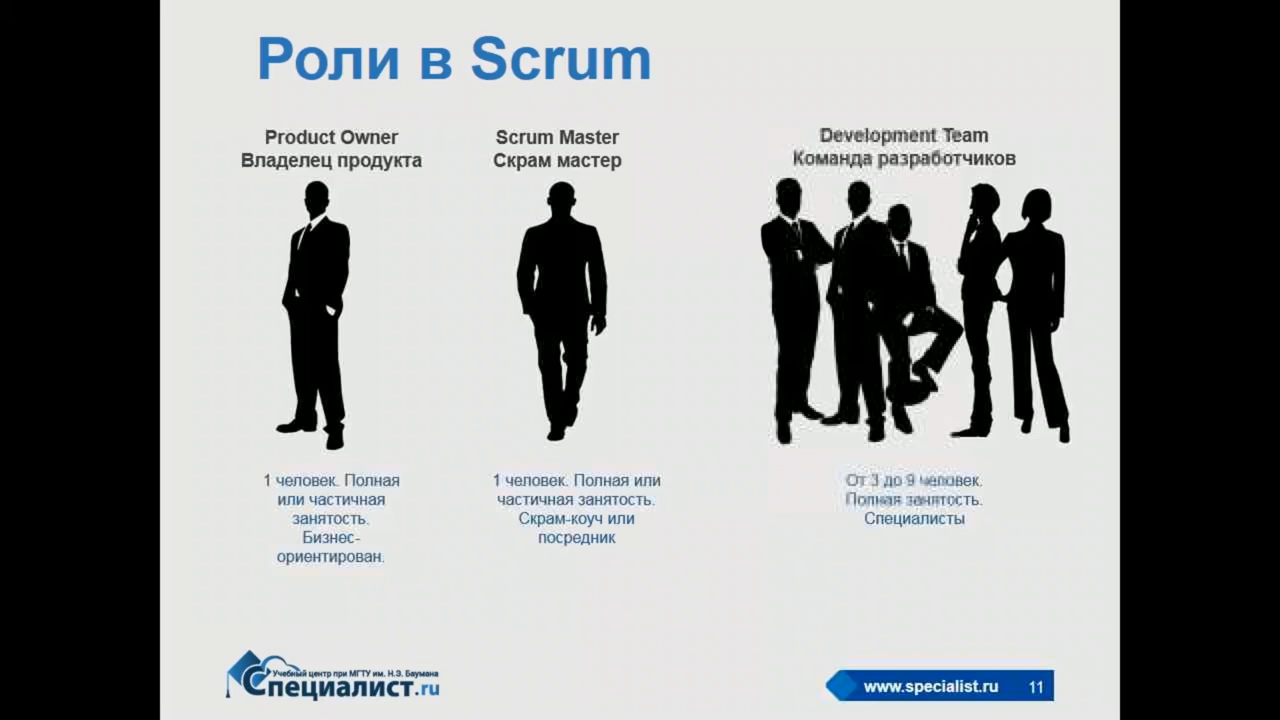 Роли в Scrum
Product Owner
Владелец продукта
Scrum Master
Скрам мастер
Development Team
Команда разработчиков
1 человек. Полная
или частичная
занятость.
Бизнес-
ориентирован.
1 человек. Полная или
частичная занятость.
Скрам-коуч или
посредник
От 3 до 9 человек.
Полная занятость.
Специалисты
Учебный центр при МГТУ им. Н.Э. Баумана
Специалист.ru
www.specialist.ru 11